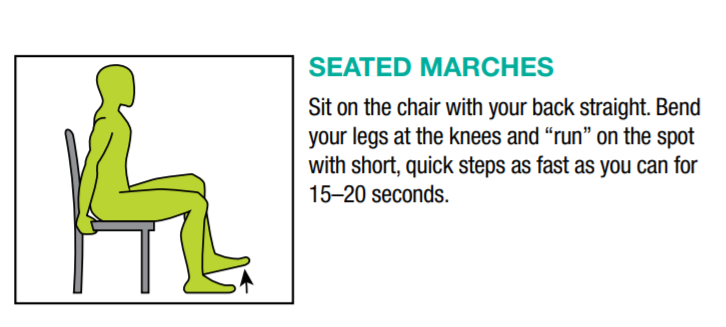 SEATED MARCHES
Sit on the chair with your back straight. Bend
your legs at the knees and “run” on the spot
with short, quick steps as fast as you can for
15–20 seconds.